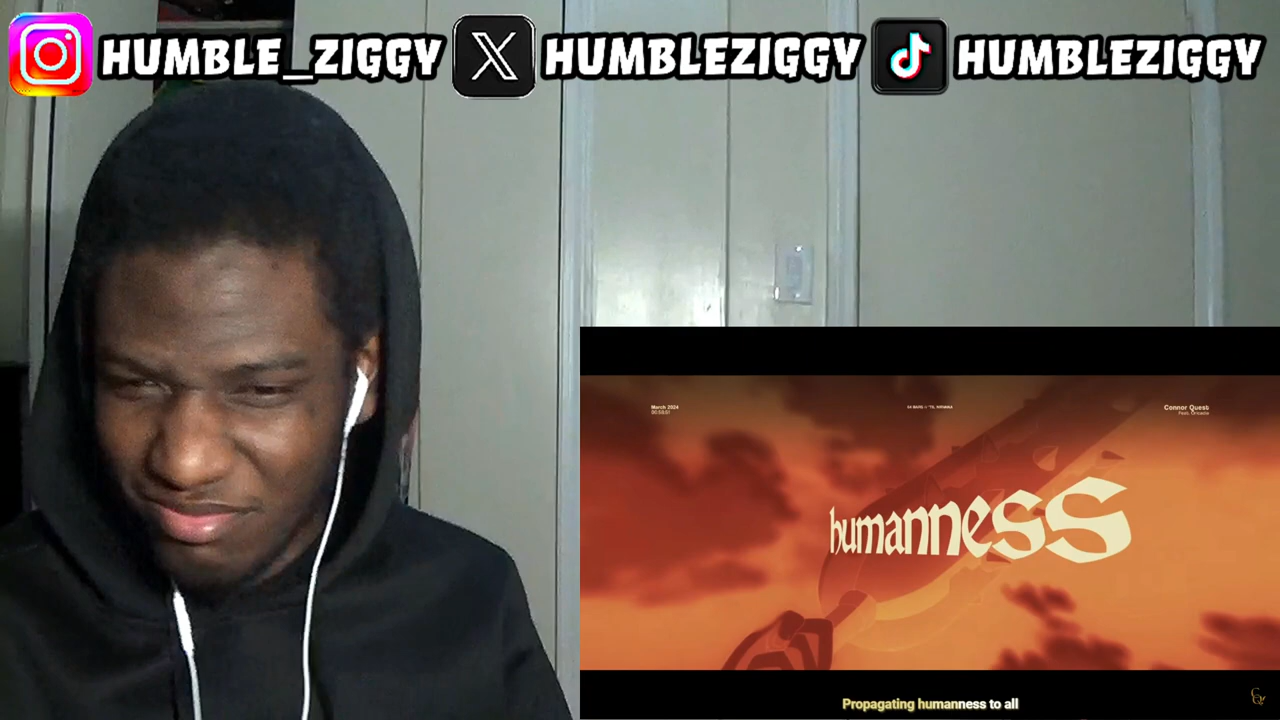 HUMBLE_ZIGGY
HUMBLEZIGGY
HUMBLEZIGGY
March 2024
Connor Quest
humanness
Propagating humanness to all